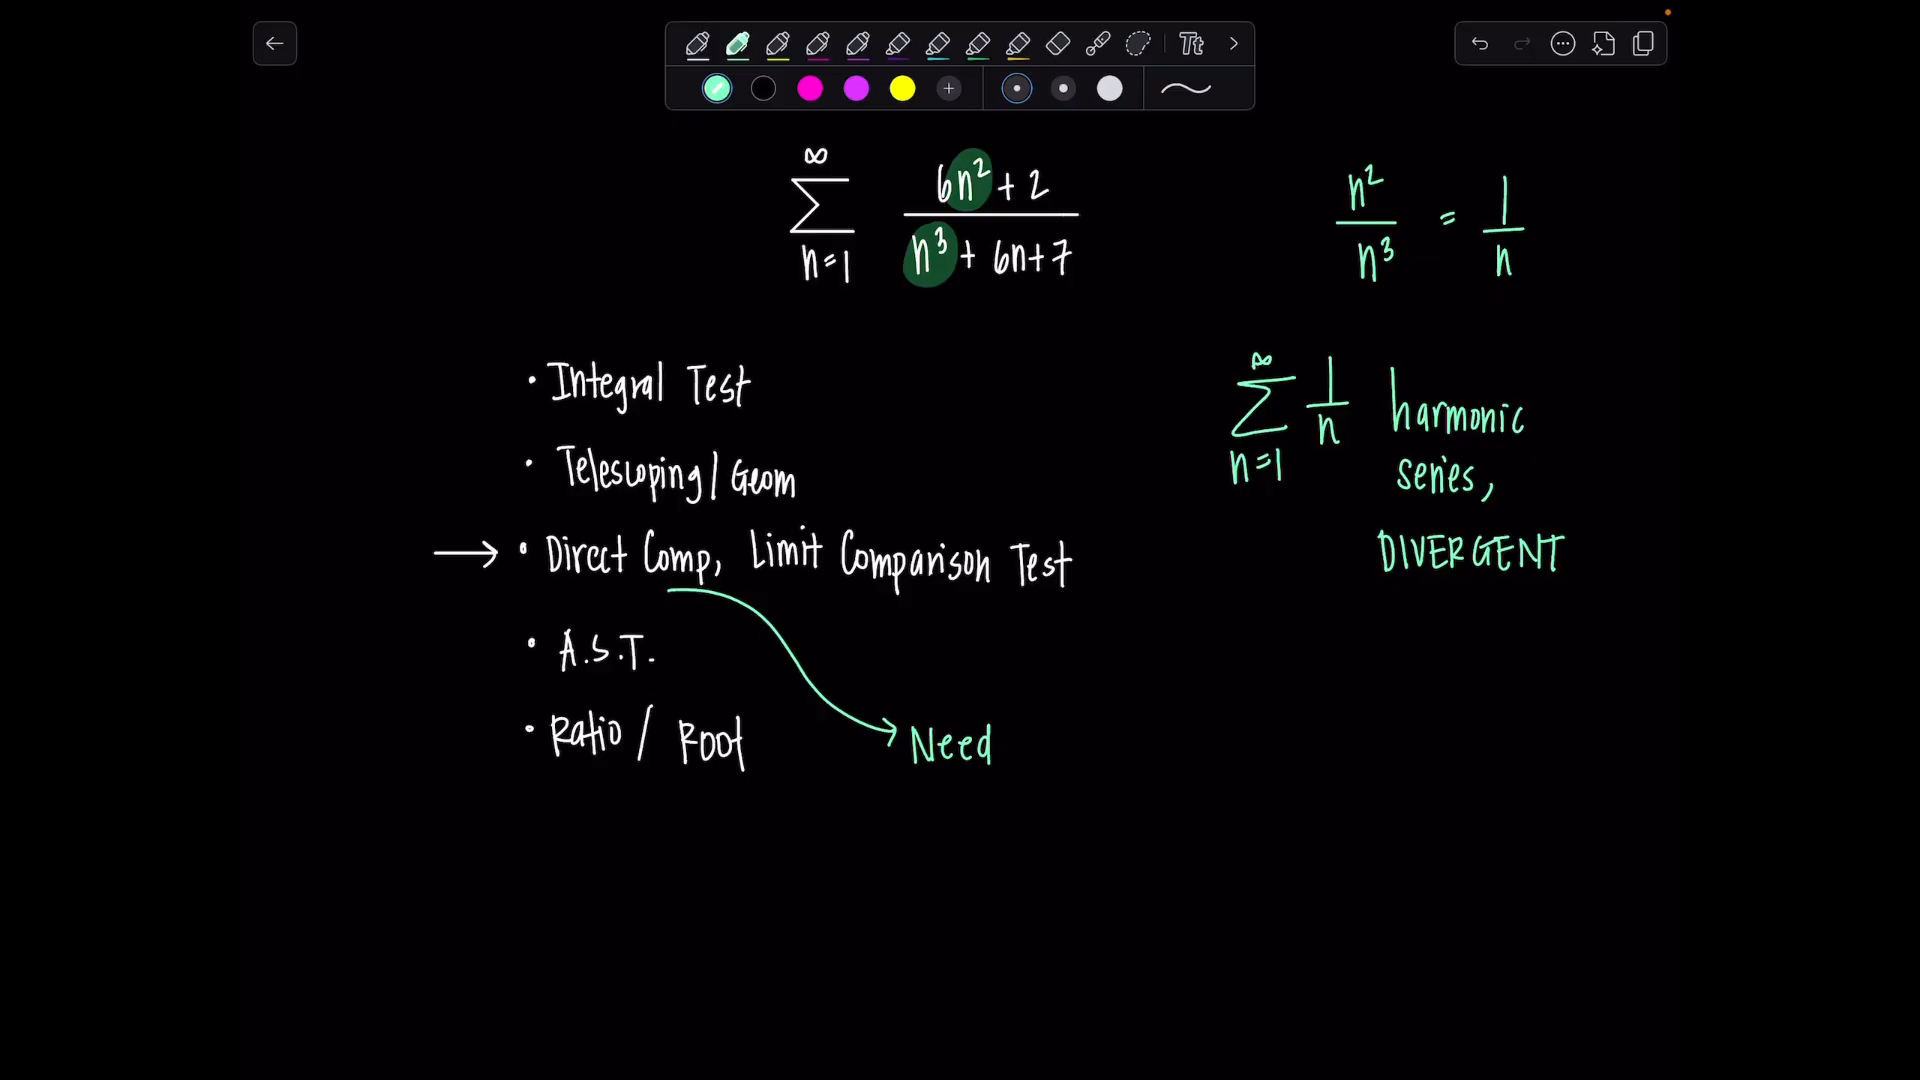 Tt
∞
∑ (6n² + 2)/(n³ + 6n + 7)
n=1
n²/n³ = 1/n
∞
∑ 1/n harmonic
n=1 series,
DIVERGENT
• Integral Test
• Telescoping/Geom
→ • Direct Comp, Limit Comparison Test
• A.S.T.
• Ratio / Root
Need